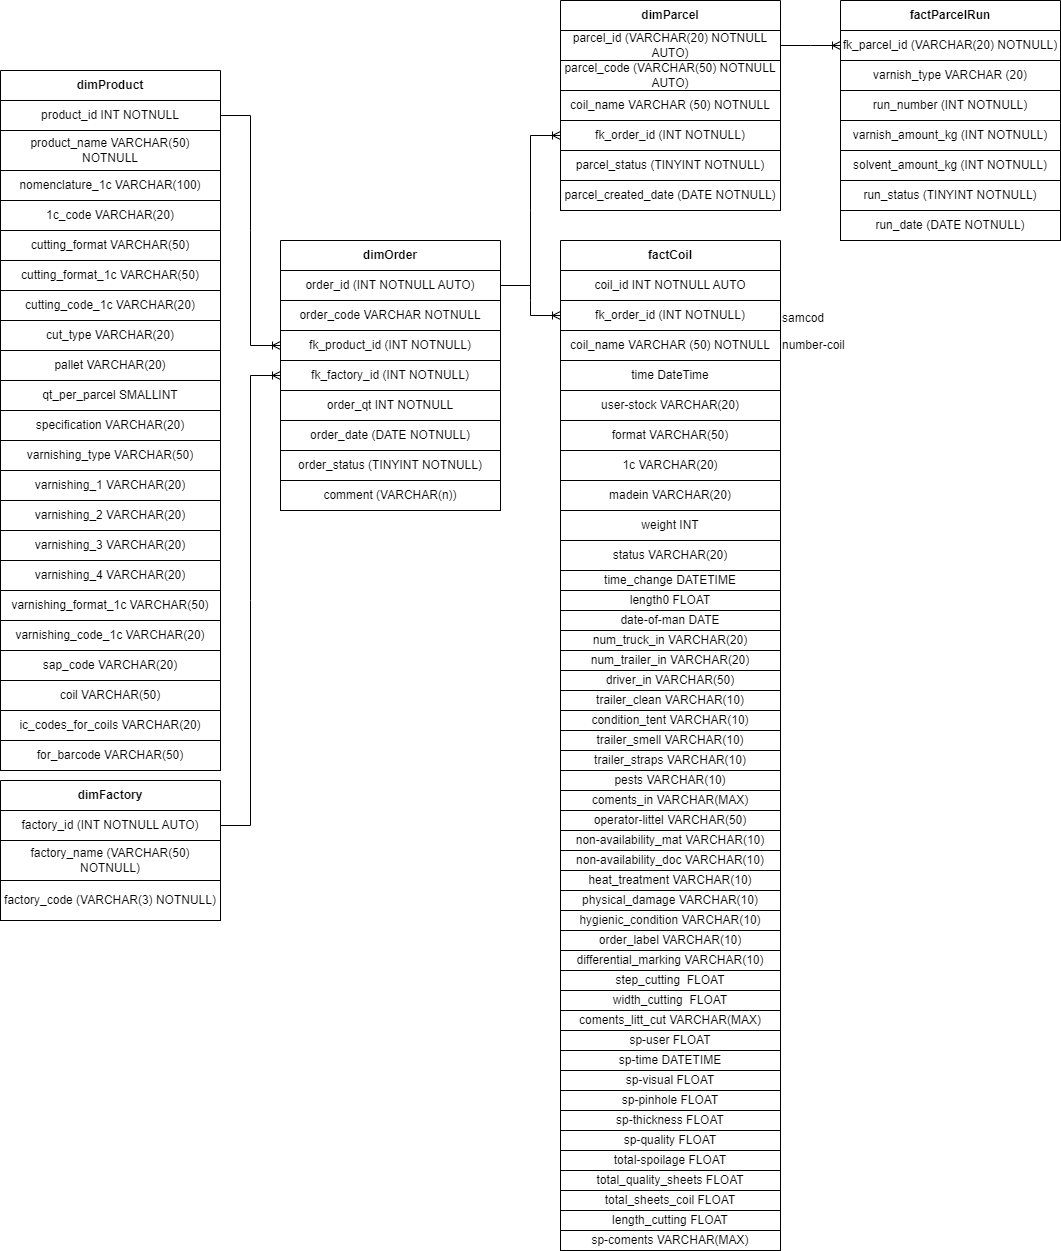 dimProduct
product_id INT NOTNULL
product_name VARCHAR(50)
NOTNULL
nomenclature_1c VARCHAR(100)
1c_code VARCHAR(20)
cutting_format VARCHAR(50)
cutting_format_1c VARCHAR(50)
cutting_code_1c VARCHAR(20)
cut_type VARCHAR(20)
pallet VARCHAR(20)
qt_per_parcel SMALLINT
specification VARCHAR(20)
varnishing_type VARCHAR(50)
varnishing_1 VARCHAR(20)
varnishing_2 VARCHAR(20)
varnishing_3 VARCHAR(20)
varnishing_4 VARCHAR(20)
varnishing_format_1c VARCHAR(50)
varnishing_code_1c VARCHAR(20)
sap_code VARCHAR(20)
coil VARCHAR(50)
ic_codes_for_coils VARCHAR(20)
for_barcode VARCHAR(50)
dimFactory
factory_id (INT NOTNULL AUTO)
factory_name (VARCHAR(50)
NOTNULL)
factory_code (VARCHAR(3) NOTNULL)
dimOrder
order_id (INT NOTNULL AUTO)
order_code VARCHAR NOTNULL
fk_product_id (INT NOTNULL)
fk_factory_id (INT NOTNULL)
order_qt INT NOTNULL
order_date (DATE NOTNULL)
order_status (TINYINT NOTNULL)
comment (VARCHAR(n))
dimParcel
parcel_id (VARCHAR(20) NOTNULL
AUTO)
parcel_code (VARCHAR(50) NOTNULL
AUTO)
coil_name VARCHAR (50) NOTNULL
fk_order_id (INT NOTNULL)
parcel_status (TINYINT NOTNULL)
parcel_created_date (DATE NOTNULL)
factParcelRun
fk_parcel_id (VARCHAR(20) NOTNULL)
varnish_type VARCHAR (20)
run_number (INT NOTNULL)
varnish_amount_kg (INT NOTNULL)
solvent_amount_kg (INT NOTNULL)
run_status (TINYINT NOTNULL)
run_date (DATE NOTNULL)
factCoil
coil_id INT NOTNULL AUTO
fk_order_id (INT NOTNULL)
samcod
coil_name VARCHAR (50) NOTNULL
number-coil
time DateTime
user-stock VARCHAR(20)
format VARCHAR(50)
1c VARCHAR(20)
madein VARCHAR(20)
weight INT
status VARCHAR(20)
time_change DATETIME
length0 FLOAT
date-of-man DATE
num_truck_in VARCHAR(20)
num_trailer_in VARCHAR(20)
driver_in VARCHAR(50)
trailer_clean VARCHAR(10)
condition_tent VARCHAR(10)
trailer_smell VARCHAR(10)
trailer_straps VARCHAR(10)
pests VARCHAR(10)
coments_in VARCHAR(MAX)
operator-littel VARCHAR(50)
non-availability_mat VARCHAR(10)
non-availability_doc VARCHAR(10)
heat_treatment VARCHAR(10)
physical_damage VARCHAR(10)
hygienic_condition VARCHAR(10)
order_label VARCHAR(10)
differential_marking VARCHAR(10)
step_cutting FLOAT
width_cutting FLOAT
coments_litt_cut VARCHAR(MAX)
sp-user FLOAT
sp-time DATETIME
sp-visual FLOAT
sp-pinhole FLOAT
sp-thickness FLOAT
sp-quality FLOAT
total-spoilage FLOAT
total_quality_sheets FLOAT
total_sheets_coil FLOAT
length_cutting FLOAT
sp-coments VARCHAR(MAX)